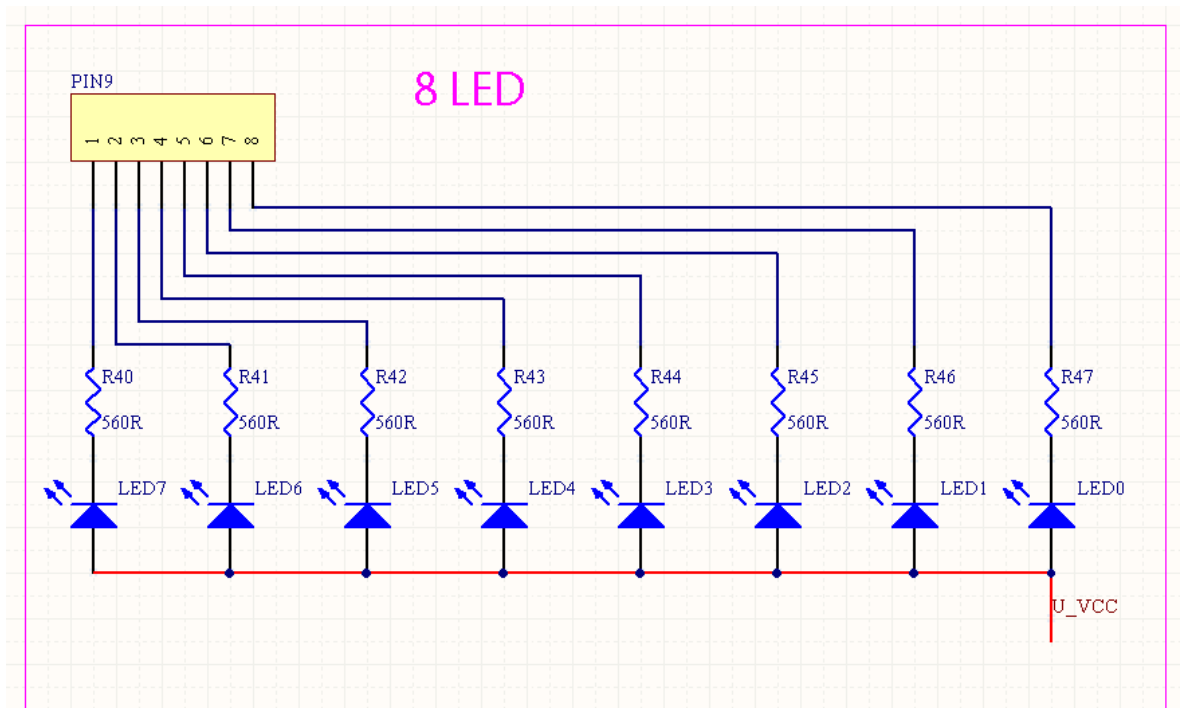 PIN9
8 LED
1 2 3 4 5 6 7 8
R40 R41 R42 R43 R44 R45 R46 R47
560R 560R 560R 560R 560R 560R 560R 560R
LED7 LED6 LED5 LED4 LED3 LED2 LED1 LED0
U_VCC